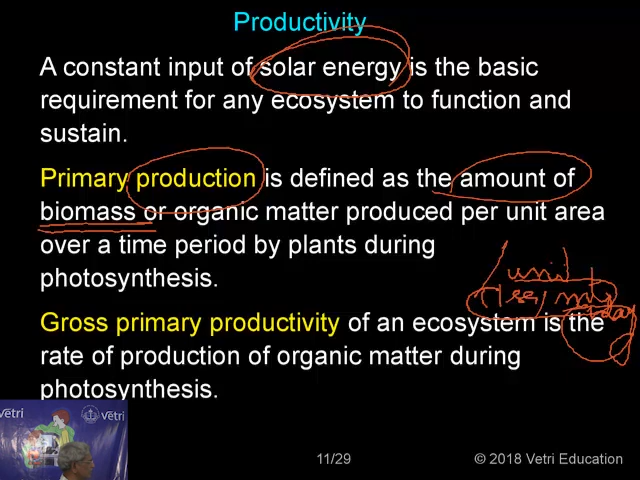 Productivity
A constant input of solar energy is the basic
requirement for any ecosystem to function and
sustain.
Primary production is defined as the amount of
biomass or organic matter produced per unit area
over a time period by plants during
photosynthesis.
unit
Gross primary productivity of an ecosystem is the
rate of production of organic matter during
photosynthesis.
Vētri
Vētri
11/29
© 2018 Vetri Education